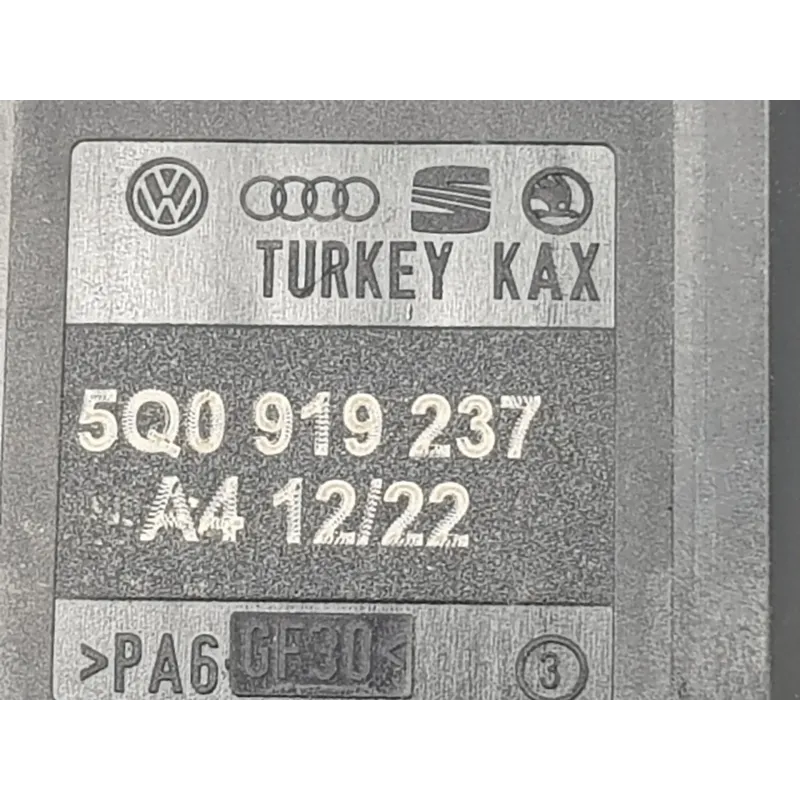 TURKEY KAX
5Q0 919 237
A4 12/22
>PA6-GF30<
3